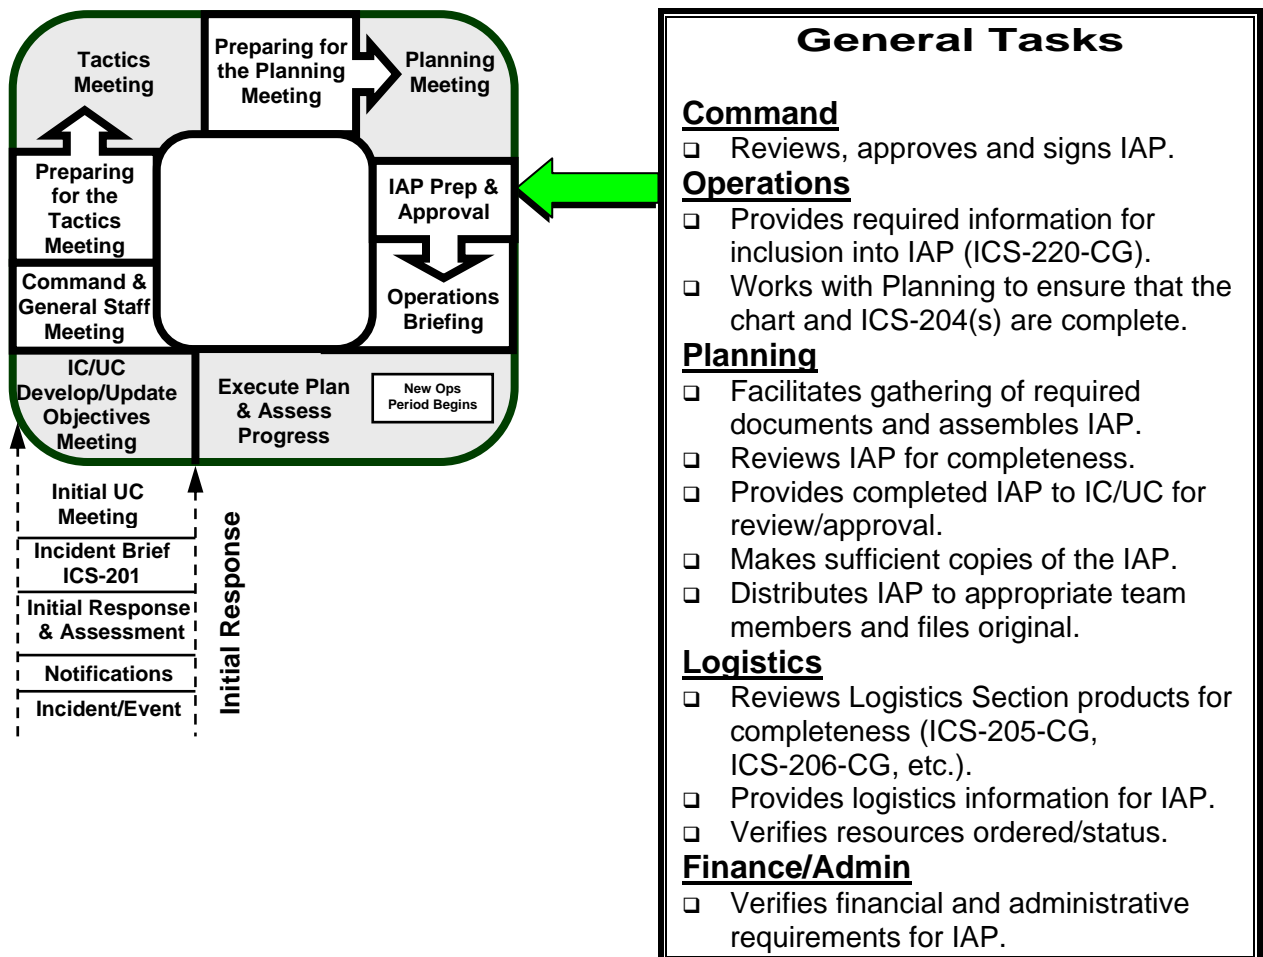 Tactics
Meeting
Preparing for
the Planning
Meeting
Planning
Meeting
Preparing
for the
Tactics
Meeting
IAP Prep &
Approval
Command &
General Staff
Meeting
Operations
Briefing
IC/UC
Develop/Update
Objectives
Meeting
Execute Plan
& Assess
Progress
New Ops
Period Begins
Initial UC
Meeting
Incident Brief
ICS-201
Initial Response
& Assessment
Notifications
Incident/Event
Initial Response
General Tasks
Command
❑ Reviews, approves and signs IAP.
Operations
❑ Provides required information for
inclusion into IAP (ICS-220-CG).
❑ Works with Planning to ensure that the
chart and ICS-204(s) are complete.
Planning
❑ Facilitates gathering of required
documents and assembles IAP.
❑ Reviews IAP for completeness.
❑ Provides completed IAP to IC/UC for
review/approval.
❑ Makes sufficient copies of the IAP.
❑ Distributes IAP to appropriate team
members and files original.
Logistics
❑ Reviews Logistics Section products for
completeness (ICS-205-CG,
ICS-206-CG, etc.).
❑ Provides logistics information for IAP.
❑ Verifies resources ordered/status.
Finance/Admin
❑ Verifies financial and administrative
requirements for IAP.